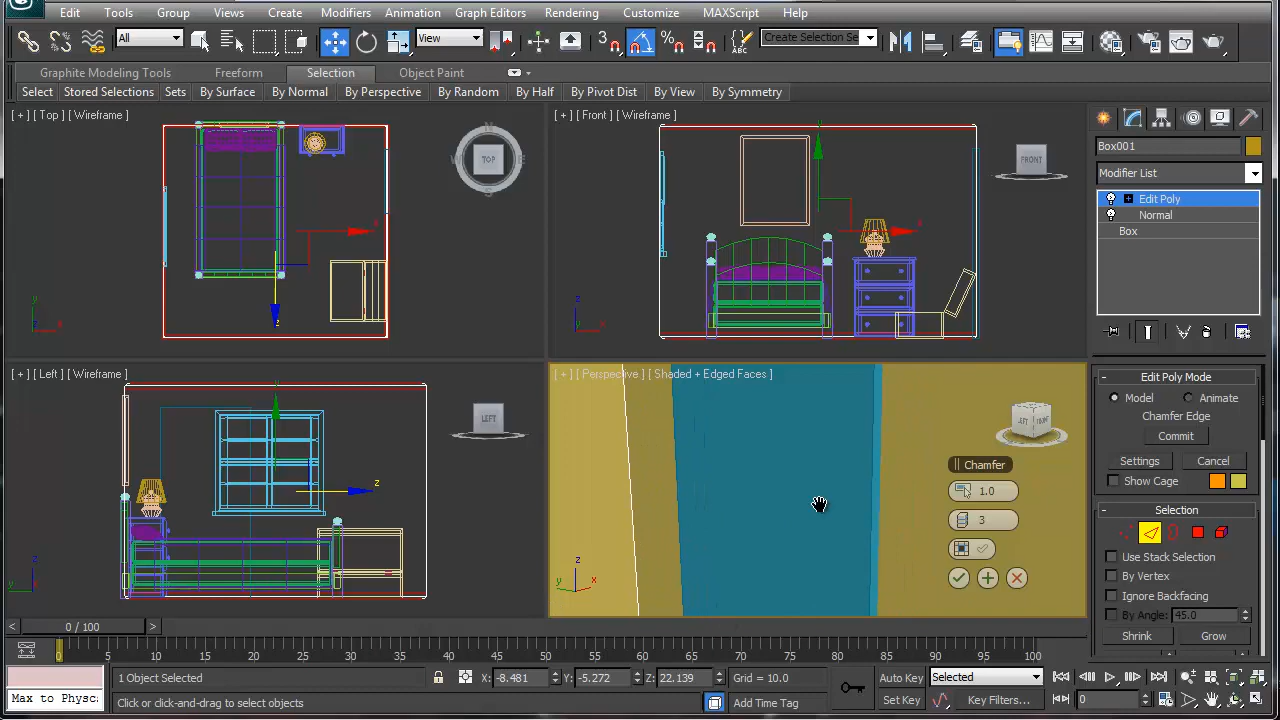 Edit Tools Group Views Create Modifiers Animation Graph Editors Rendering Customize MAXScript Help
All View 3 Create Selection Se
Graphite Modeling Tools Freeform Selection Object Paint
Select Stored Selections Sets By Surface By Normal By Perspective By Random By Half By Pivot Dist By View By Symmetry
[ + ] [ Top ] [ Wireframe ] [ + ] [ Front ] [ Wireframe ]
TOP FRONT
Box001
Modifier List
Edit Poly
Normal
Box
[ + ] [ Left ] [ Wireframe ] [ + ] [ Perspective ] [ Shaded + Edged Faces ]
LEFT LEFT FRONT
Edit Poly Mode
Model Animate
Chamfer Edge
Commit
Settings Cancel
Show Cage
Chamfer
1.0
3
Selection
Use Stack Selection
By Vertex
Ignore Backfacing
By Angle: 45.0
Shrink Grow
0 / 100
0 5 10 15 20 25 30 35 40 45 50 55 60 65 70 75 80 85 90 95 100
1 Object Selected X: -8.481 Y: -5.272 Z: 22.139 Grid = 10.0 Auto Key Selected
Max to Physc: Click or click-and-drag to select objects Add Time Tag Set Key Key Filters... 0